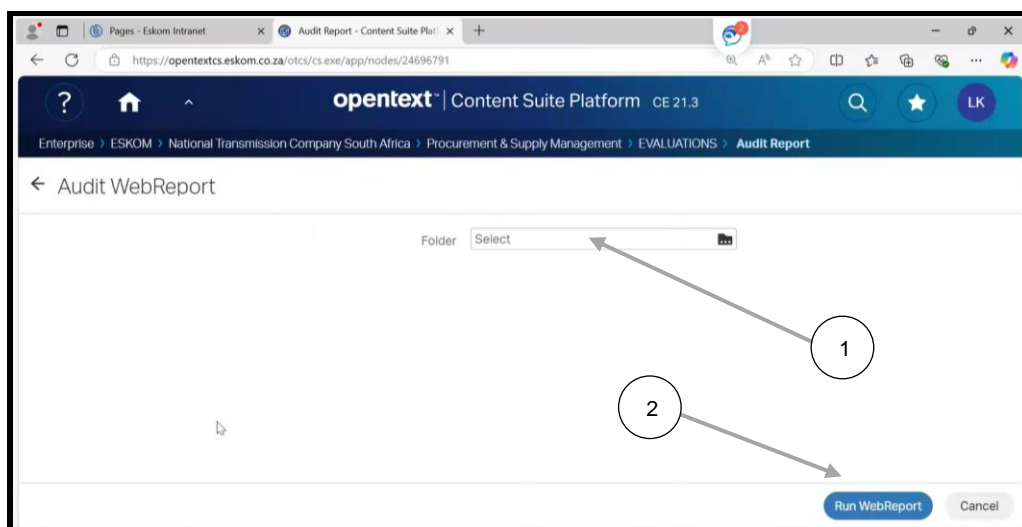 Pages - Eskom Intranet
Audit Report - Content Suite Plat
https://opentextcs.eskom.co.za/otcs/cs.exe/app/nodes/24696791
opentext™ | Content Suite Platform CE 21.3
LK
Enterprise > ESKOM > National Transmission Company South Africa > Procurement & Supply Management > EVALUATIONS > Audit Report
Audit WebReport
Folder Select
1
2
Run WebReport Cancel